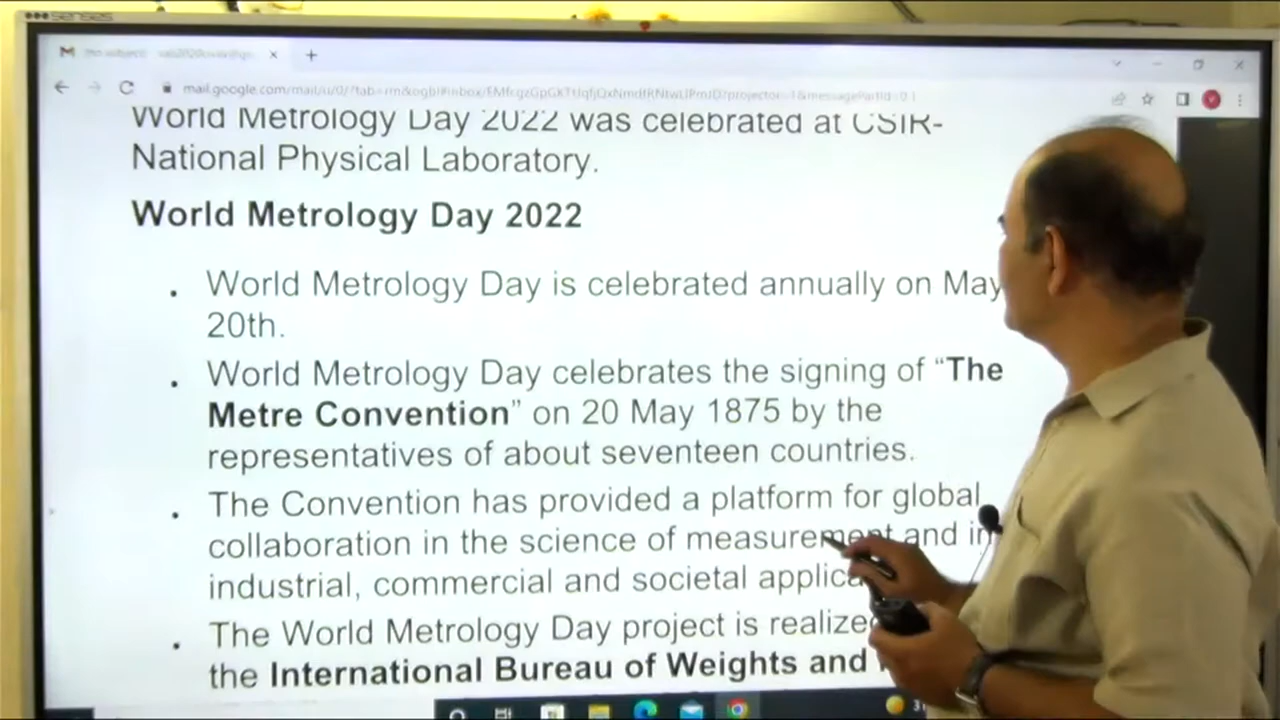 World Metrology Day 2022 was celebrated at CSIR-
National Physical Laboratory.
World Metrology Day 2022
. World Metrology Day is celebrated annually on May
20th.
. World Metrology Day celebrates the signing of “The
Metre Convention” on 20 May 1875 by the
representatives of about seventeen countries.
. The Convention has provided a platform for global
collaboration in the science of measurement and in
industrial, commercial and societal
. The World Metrology Day project is
the International Bureau of Weights and